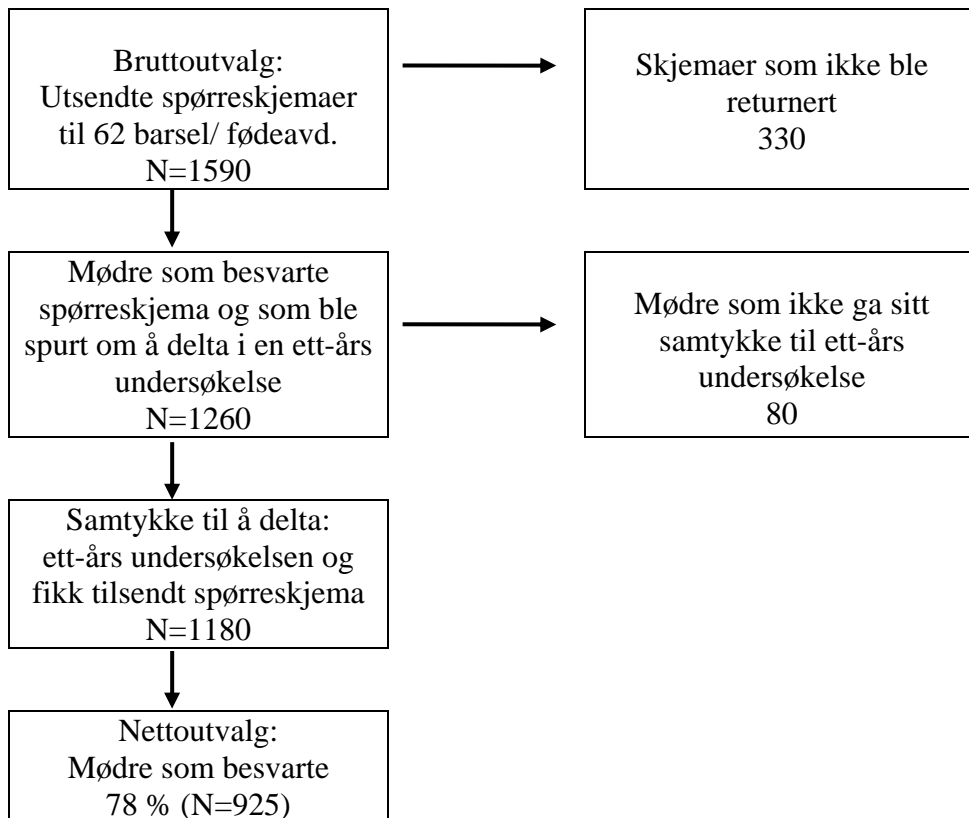 Bruttoutvalg:
Utsendte spørreskjemaer
til 62 barsel/ fødeavd.
N=1590
Skjemaer som ikke ble
returnert
330
Mødre som besvarte
spørreskjema og som ble
spurt om å delta i en ett-års
undersøkelse
N=1260
Mødre som ikke ga sitt
samtykke til ett-års
undersøkelse
80
Samtykke til å delta:
ett-års undersøkelsen og
fikk tilsendt spørreskjema
N=1180
Nettoutvalg:
Mødre som besvarte
78 % (N=925)